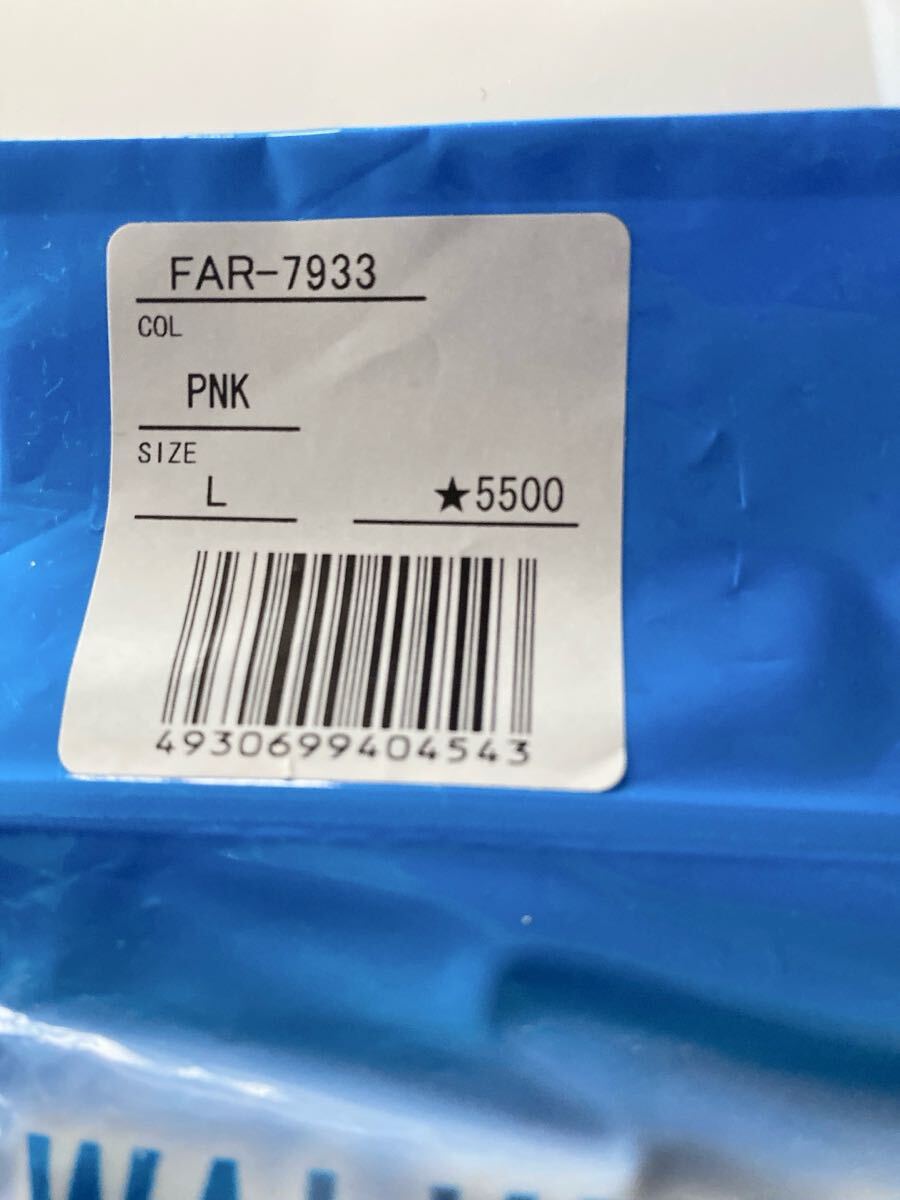 FAR-7933
COL
PNK
SIZE
L ★5500
4930699404543